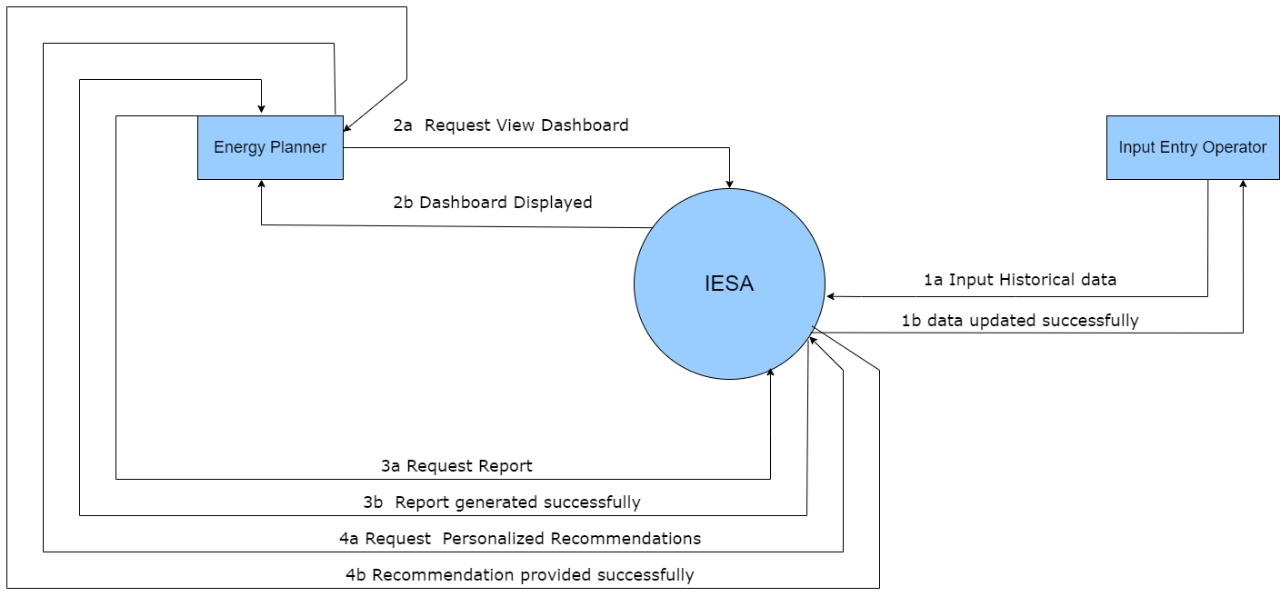 2a  Request View Dashboard
Energy Planner
Input Entry Operator
2b Dashboard Displayed
IESA
1a Input Historical data
1b data updated successfully
3a Request Report
3b  Report generated successfully
4a Request  Personalized Recommendations
4b Recommendation provided successfully